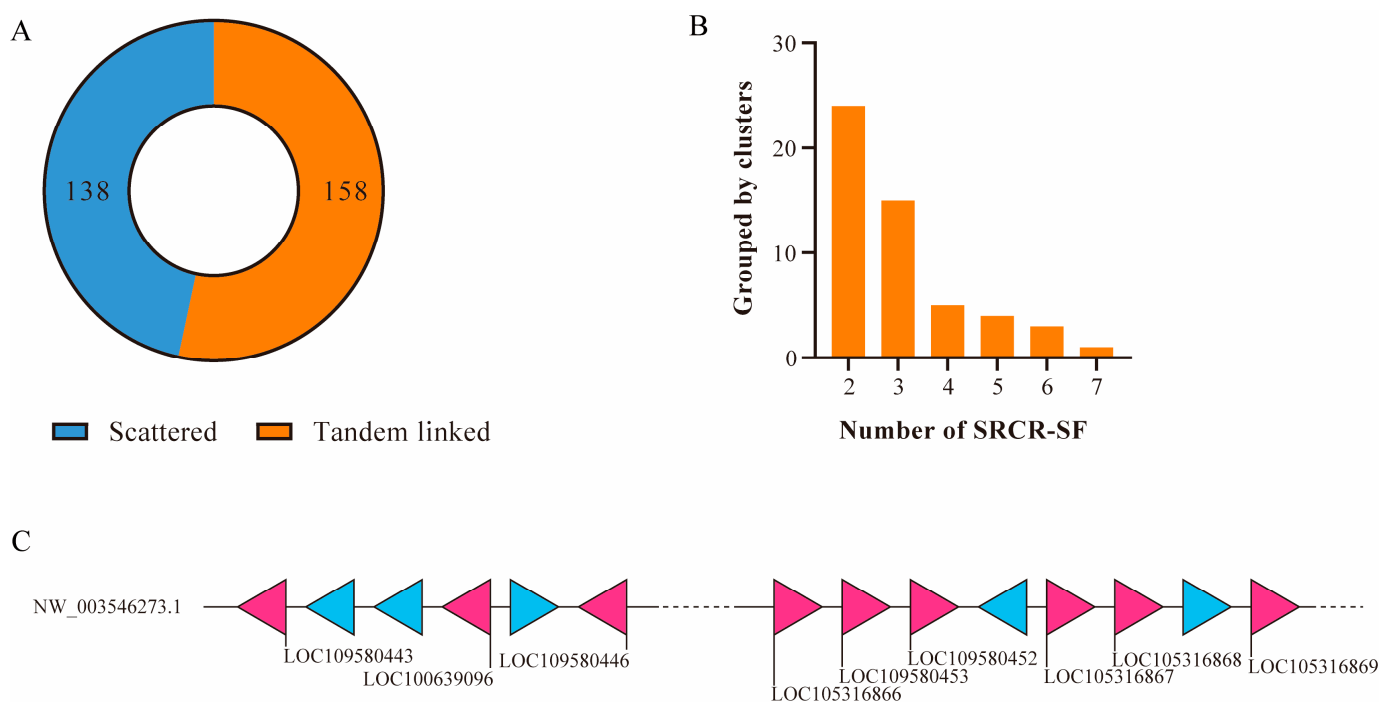 A
138
158
Scattered
Tandem linked
B
Grouped by clusters
30
20
10
0
2 3 4 5 6 7
Number of SRCR-SF
C
NW_003546273.1
LOC109580443
LOC100639096
LOC109580446
LOC105316866
LOC109580453
LOC109580452
LOC105316867
LOC105316868
LOC105316869